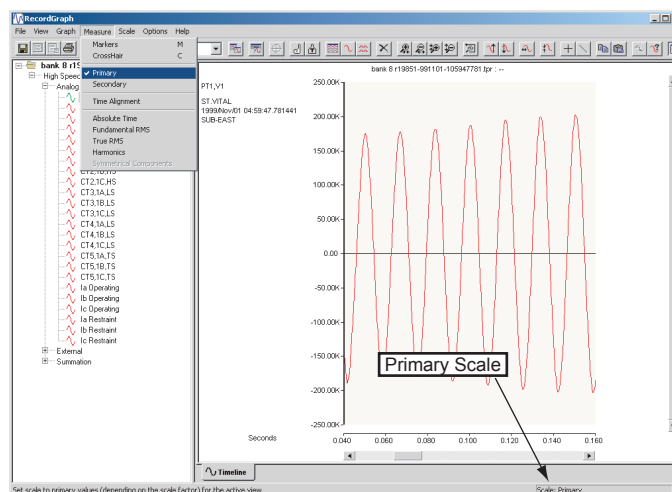 RecordGraph
File View Graph Measure Scale Options Help
Markers M
CrossHair C
Primary
Secondary
Time Alignment
Absolute Time
Fundamental RMS
True RMS
Harmonics
Symmetrical Components
bank 8 r19
High Speed
Analog
CT2,1B,HS
CT2,1C,HS
CT3,1A,LS
CT3,1B,LS
CT3,1C,LS
CT4,1A,LS
CT4,1B,LS
CT4,1C,LS
CT5,1A,TS
CT5,1B,TS
CT5,1C,TS
Ia Operating
Ib Operating
Ic Operating
Ia Restraint
Ib Restraint
Ic Restraint
External
Summation
bank 8 r19851-991101-105947781.tpr : --
PT1,V1
ST.VITAL
1999/Nov/01 04:59:47.781441
SUB-EAST
250.00K
200.00K
150.00K
100.00K
50.00K
0.00
-50.00K
-100.00K
-150.00K
-200.00K
-250.00K
Primary Scale
Seconds
0.040 0.060 0.080 0.100 0.120 0.140 0.160
Timeline
Set scale to primary values (depending on the scale factor) for the active view.
Scale: Primary